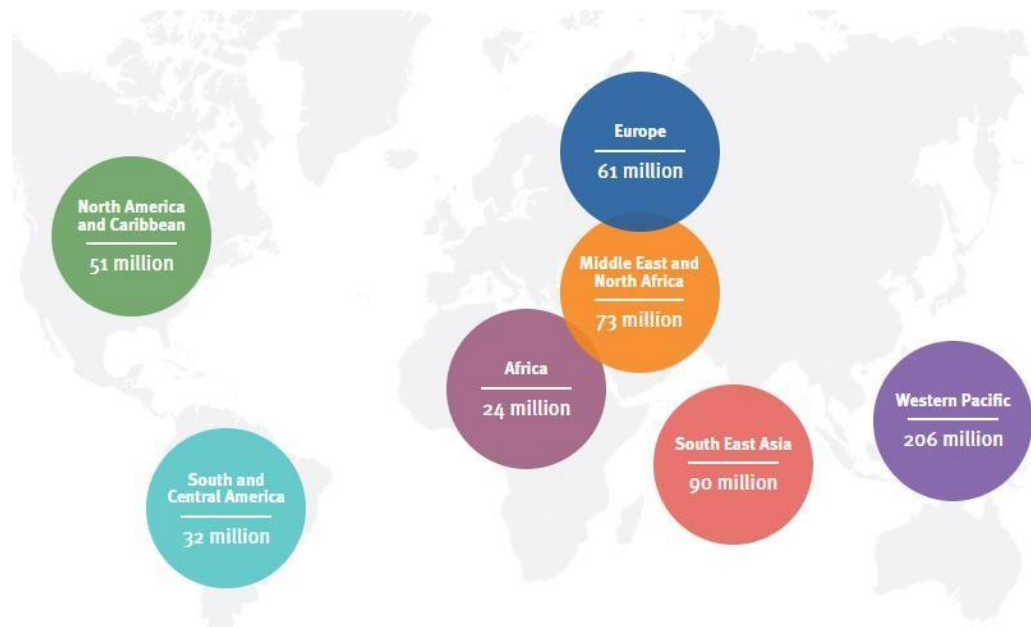 Europe
61 million
North America
and Caribbean
51 million
Middle East and
North Africa
73 million
Africa
24 million
Western Pacific
206 million
South East Asia
90 million
South and
Central America
32 million